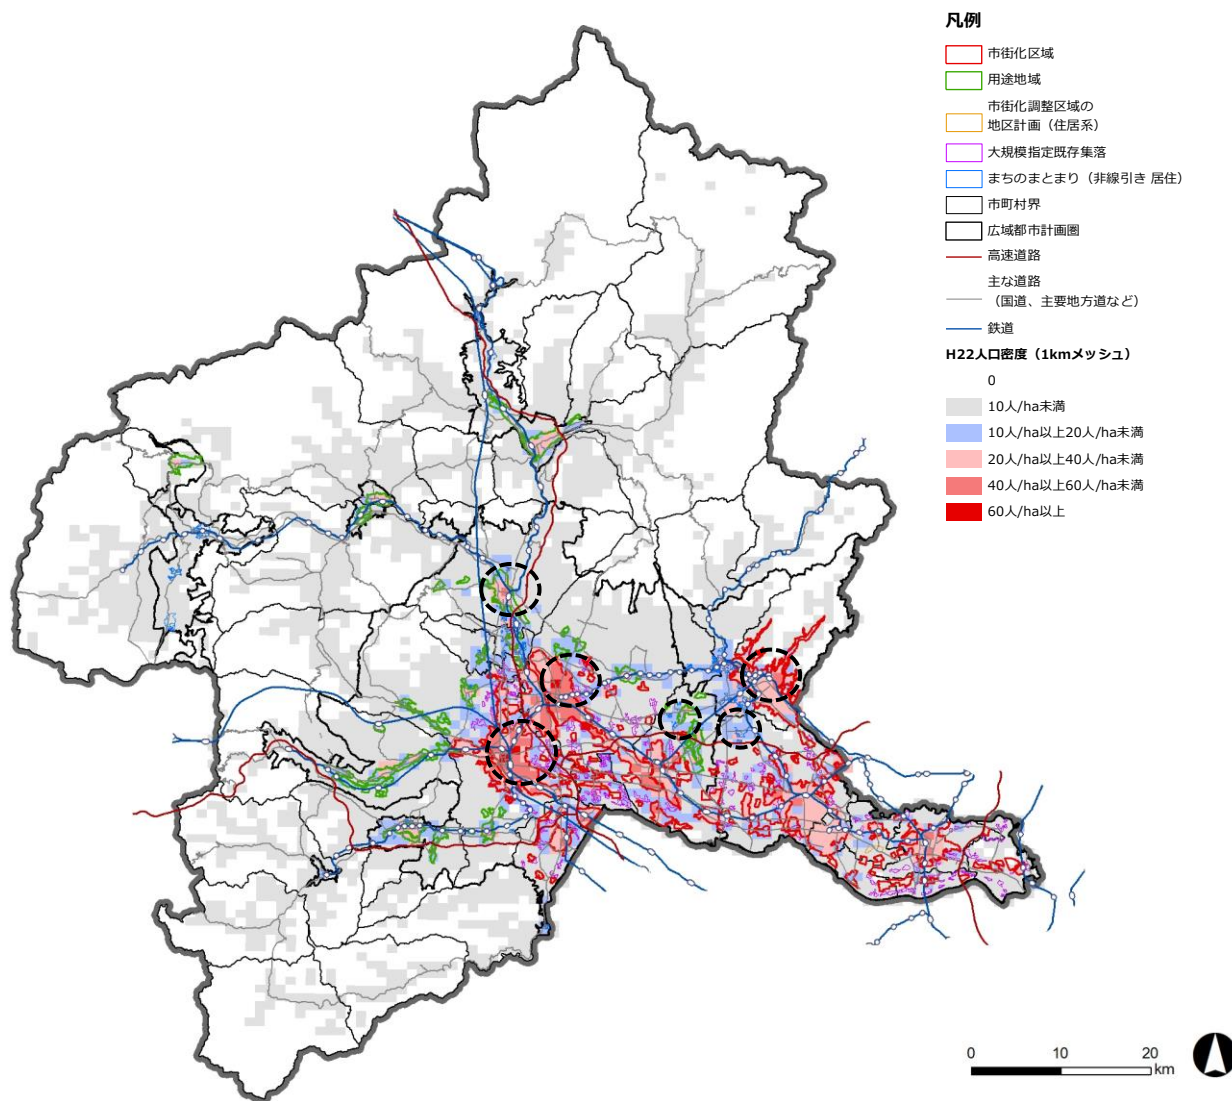 凡例
市街化区域
用途地域
市街化調整区域の
地区計画（住居系）
大規模指定既存集落
まちのまとまり（非線引き 居住）
市町村界
広域都市計画圏
高速道路
主な道路
（国道、主要地方道など）
鉄道
H22人口密度（1kmメッシュ）
0
10人/ha未満
10人/ha以上20人/ha未満
20人/ha以上40人/ha未満
40人/ha以上60人/ha未満
60人/ha以上
0 10 20
km